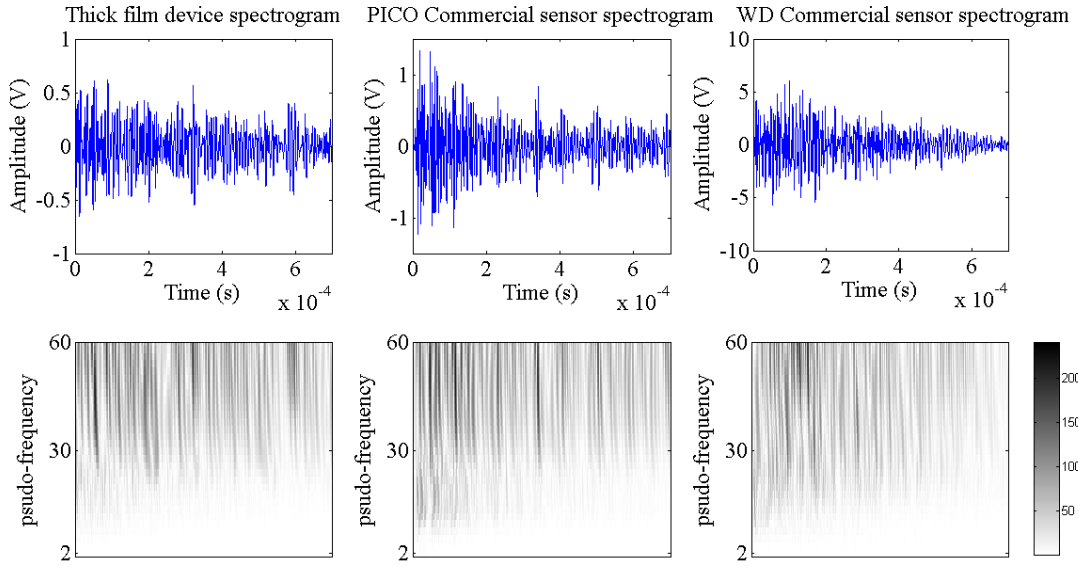 Thick film device spectrogram
PICO Commercial sensor spectrogram
WD Commercial sensor spectrogram
Amplitude (V)
1
0.5
0
-0.5
-1
0
2
4
6
Time (s)
x 10^-4
Amplitude (V)
1
0
-1
0
2
4
6
Time (s)
x 10^-4
Amplitude (V)
10
5
0
-5
-10
0
2
4
6
Time (s)
x 10^-4
psudo-frequency
60
30
2
psudo-frequency
60
30
2
psudo-frequency
60
30
2
200
150
100
50